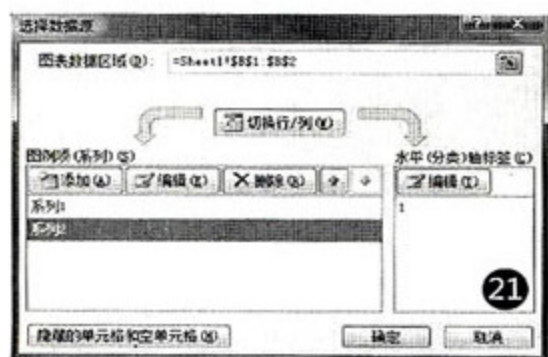 选择数据源
图表数据区域(D): =Sheet1!$B$1:$B$2
切换行/列(W)
图例项(系列)(S)
水平(分类)轴标签(C)
添加(A) 编辑(E) 删除(R)
编辑(T)
系列1
1
系列2
21
隐藏的单元格和空单元格(H)
确定 取消